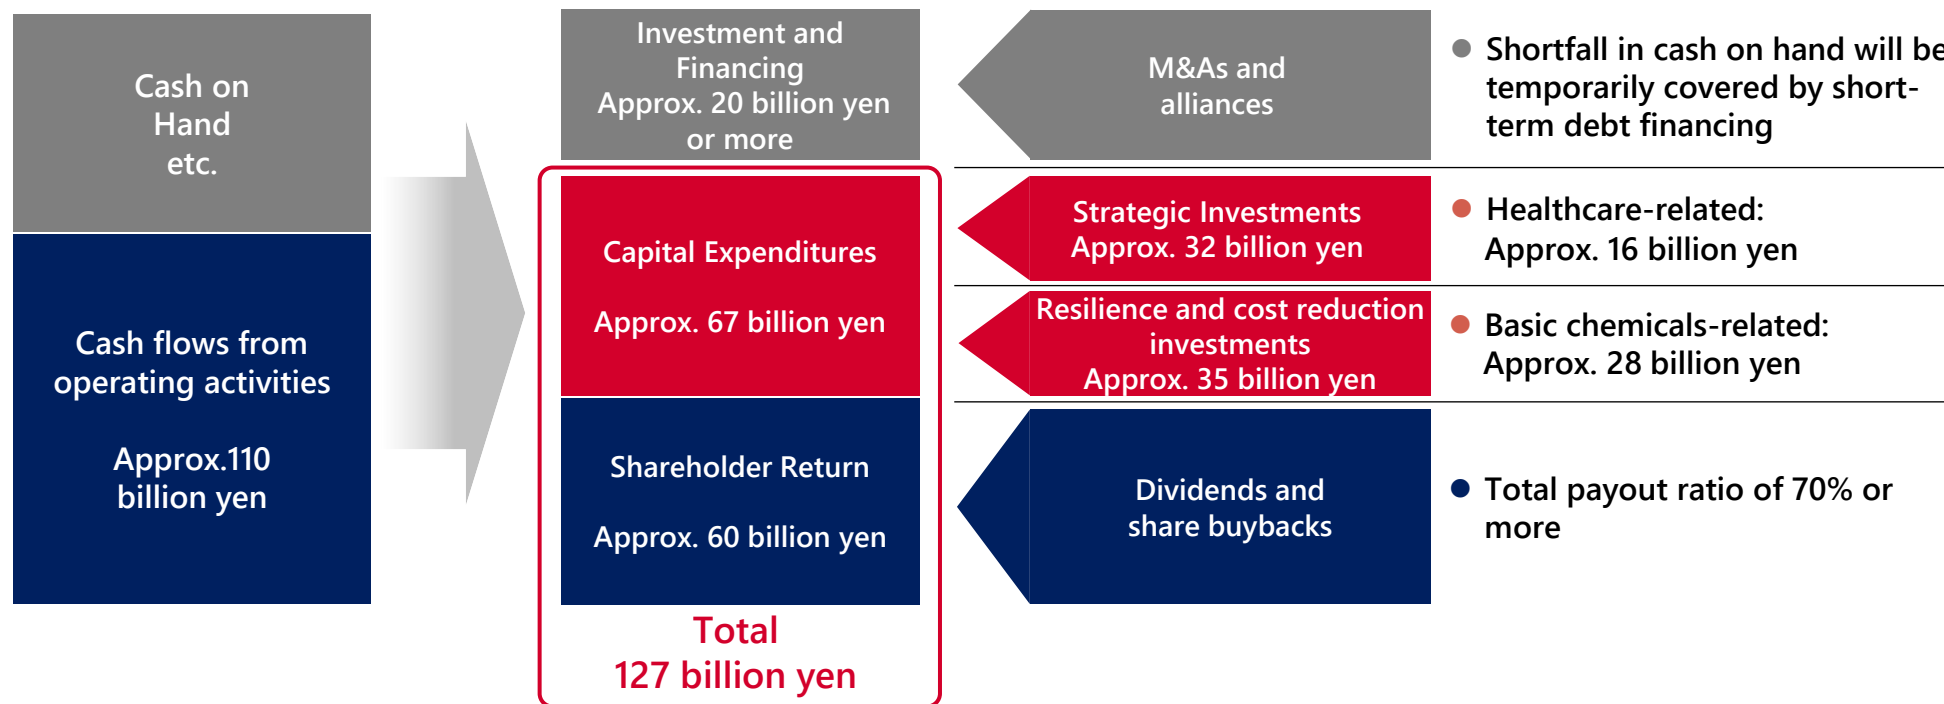 Cash on
Hand
etc.
Cash flows from
operating activities
Approx.110
billion yen
Investment and
Financing
Approx. 20 billion yen
or more
Capital Expenditures
Approx. 67 billion yen
Shareholder Return
Approx. 60 billion yen
Total
127 billion yen
M&As and
alliances
Strategic Investments
Approx. 32 billion yen
Resilience and cost reduction
investments
Approx. 35 billion yen
Dividends and
share buybacks
● Shortfall in cash on hand will be
temporarily covered by short-
term debt financing
● Healthcare-related:
Approx. 16 billion yen
● Basic chemicals-related:
Approx. 28 billion yen
● Total payout ratio of 70% or
more